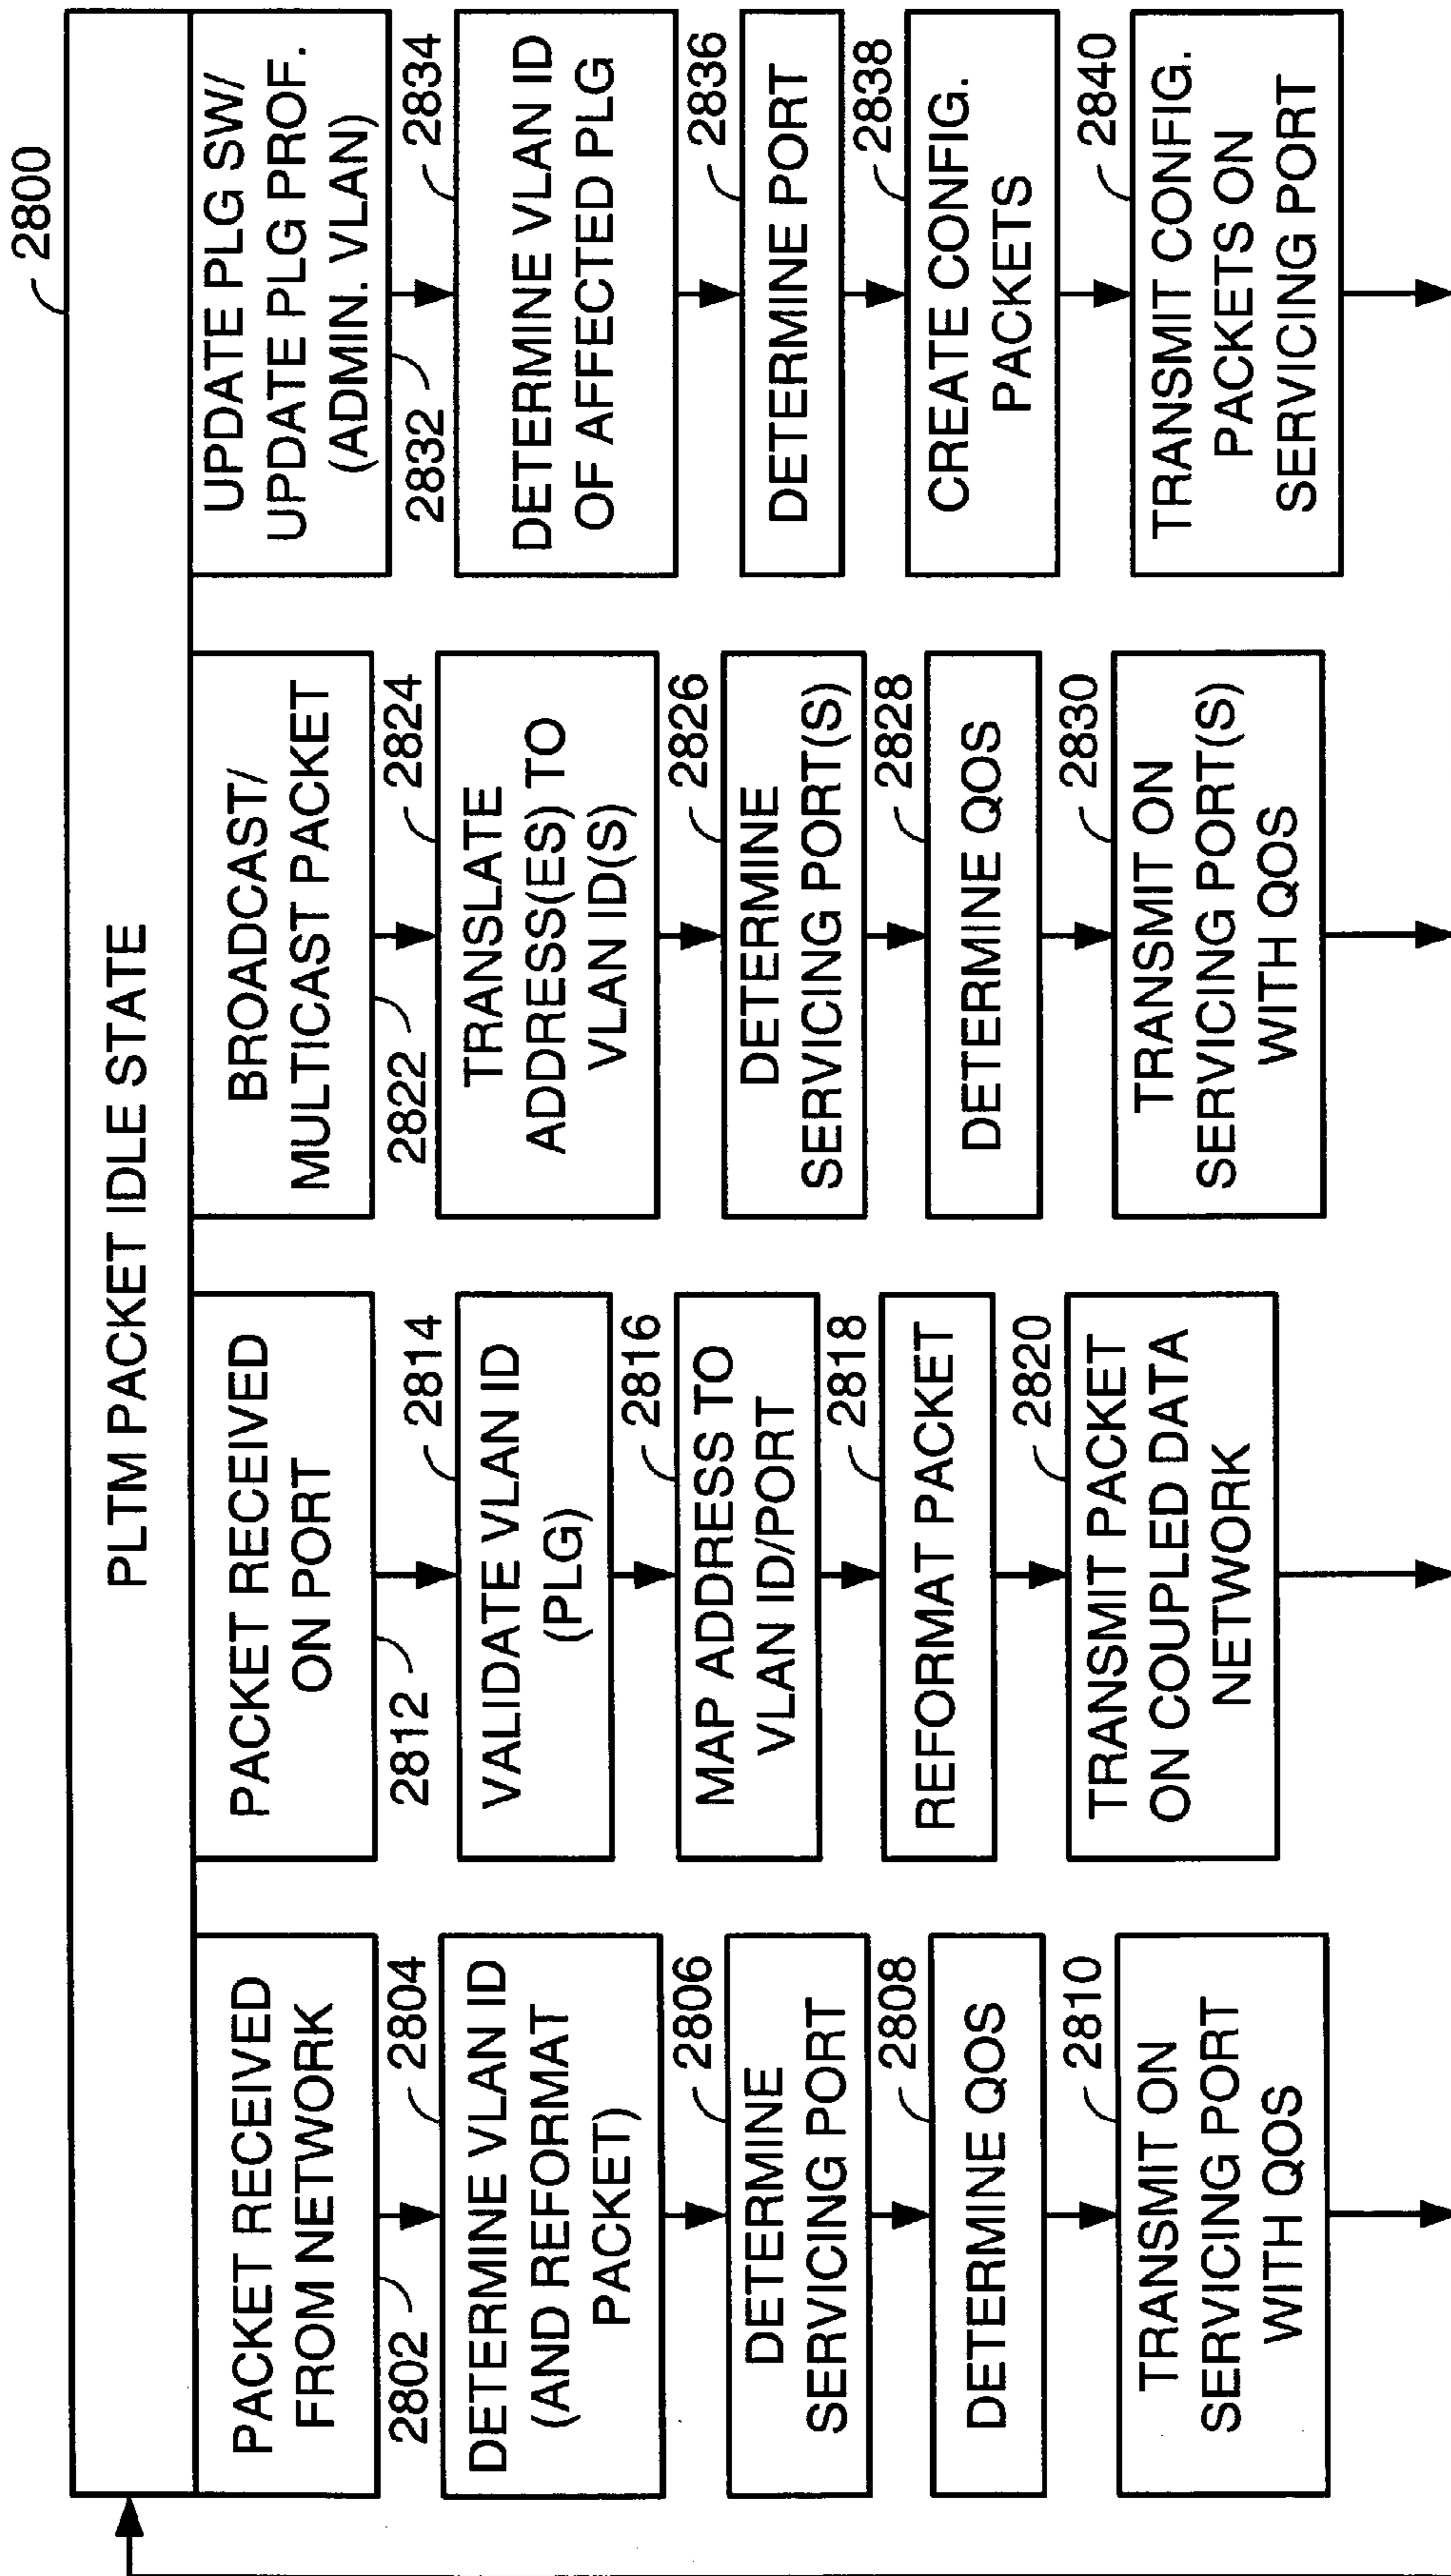 2800
PLTM PACKET IDLE STATE
PACKET RECEIVED
FROM NETWORK
2802
2804
DETERMINE VLAN ID
(AND REFORMAT
PACKET)
2806
DETERMINE
SERVICING PORT
2808
DETERMINE QOS
2810
TRANSMIT ON
SERVICING PORT
WITH QOS
PACKET RECEIVED
ON PORT
2812
2814
VALIDATE VLAN ID
(PLG)
2816
MAP ADDRESS TO
VLAN ID/PORT
2818
REFORMAT PACKET
2820
TRANSMIT PACKET
ON COUPLED DATA
NETWORK
BROADCAST/
MULTICAST PACKET
2822
2824
TRANSLATE
ADDRESS(ES) TO
VLAN ID(S)
2826
DETERMINE
SERVICING PORT(S)
2828
DETERMINE QOS
2830
TRANSMIT ON
SERVICING PORT(S)
WITH QOS
UPDATE PLG SW/
UPDATE PLG PROF.
(ADMIN. VLAN)
2832
2834
DETERMINE VLAN ID
OF AFFECTED PLG
2836
DETERMINE PORT
2838
CREATE CONFIG.
PACKETS
2840
TRANSMIT CONFIG.
PACKETS ON
SERVICING PORT